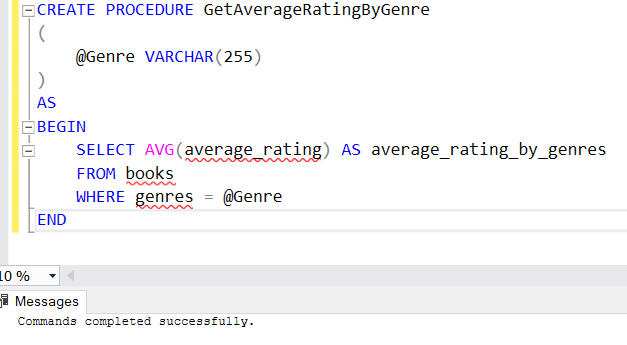 CREATE PROCEDURE GetAverageRatingByGenre
(
@Genre VARCHAR(255)
)
AS
BEGIN
SELECT AVG(average_rating) AS average_rating_by_genres
FROM books
WHERE genres = @Genre
END
10 %
Messages
Commands completed successfully.